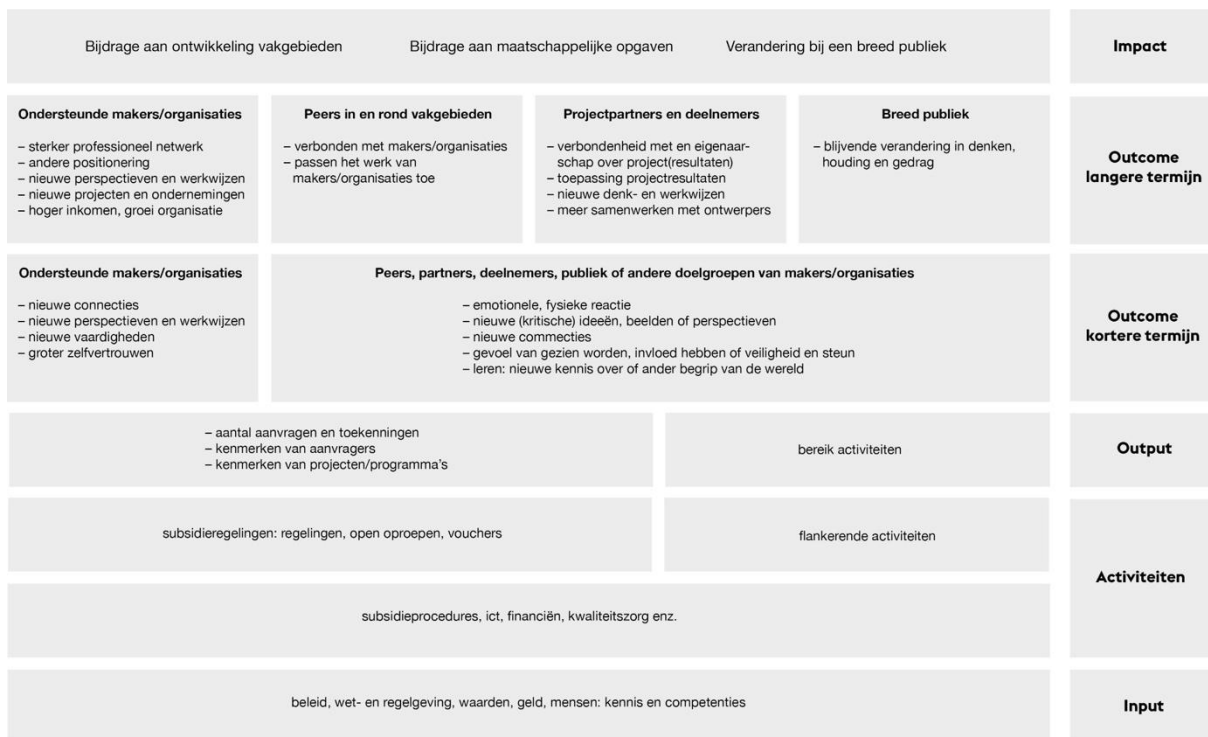 Bijdrage aan ontwikkeling vakgebieden
Bijdrage aan maatschappelijke opgaven
Verandering bij een breed publiek
Impact
Ondersteunde makers/organisaties
– sterker professioneel netwerk
– andere positionering
– nieuwe perspectieven en werkwijzen
– nieuwe projecten en ondernemingen
– hoger inkomen, groei organisatie
Peers in en rond vakgebieden
– verbonden met makers/organisaties
– passen het werk van
makers/organisaties toe
Projectpartners en deelnemers
– verbondenheid met en eigenaar-
schap over project(resultaten)
– toepassing projectresultaten
– nieuwe denk- en werkwijzen
– meer samenwerken met ontwerpers
Breed publiek
– blijvende verandering in denken,
houding en gedrag
Outcome
langere termijn
Ondersteunde makers/organisaties
– nieuwe connecties
– nieuwe perspectieven en werkwijzen
– nieuwe vaardigheden
– groter zelfvertrouwen
Peers, partners, deelnemers, publiek of andere doelgroepen van makers/organisaties
– emotionele, fysieke reactie
– nieuwe (kritische) ideeën, beelden of perspectieven
– nieuwe commecties
– gevoel van gezien worden, invloed hebben of veiligheid en steun
– leren: nieuwe kennis over of ander begrip van de wereld
Outcome
kortere termijn
– aantal aanvragen en toekenningen
– kenmerken van aanvragers
– kenmerken van projecten/programma's
bereik activiteiten
Output
subsidieregelingen: regelingen, open oproepen, vouchers
flankerende activiteiten
Activiteiten
subsidieprocedures, ict, financiën, kwaliteitszorg enz.
beleid, wet- en regelgeving, waarden, geld, mensen: kennis en competenties
Input